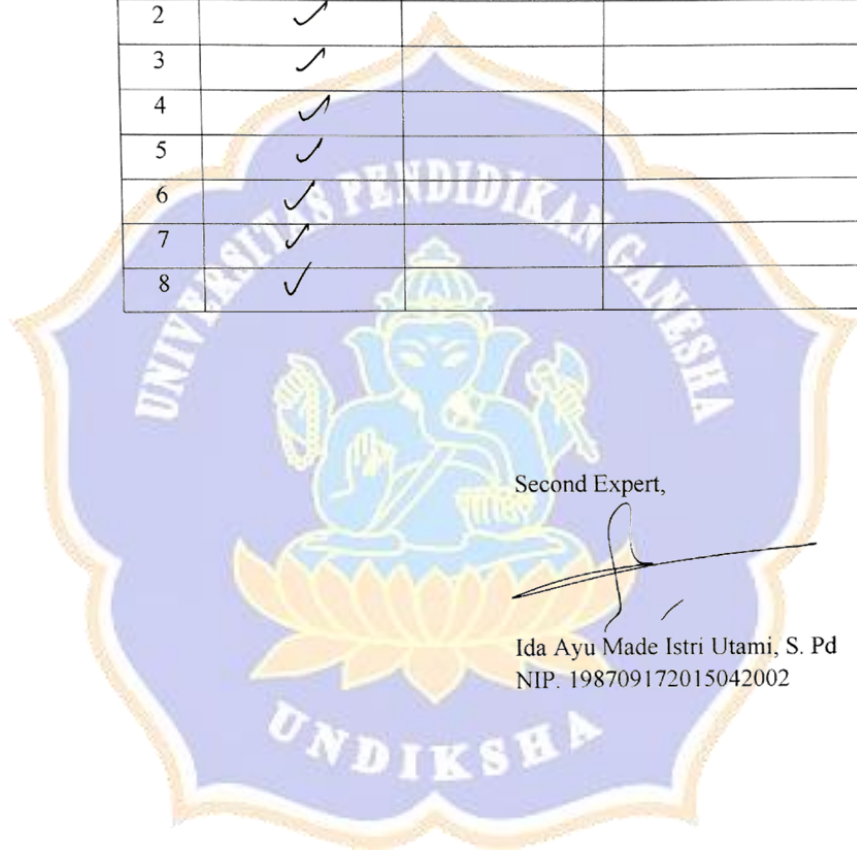 2 ✓
3 ✓
4 ✓
5 ✓
6 ✓
7 ✓
8 ✓
UNIVERSITAS PENDIDIKAN GANESHA
Second Expert,
Ida Ayu Made Istri Utami, S. Pd
NIP. 198709172015042002
UNDIKSHA